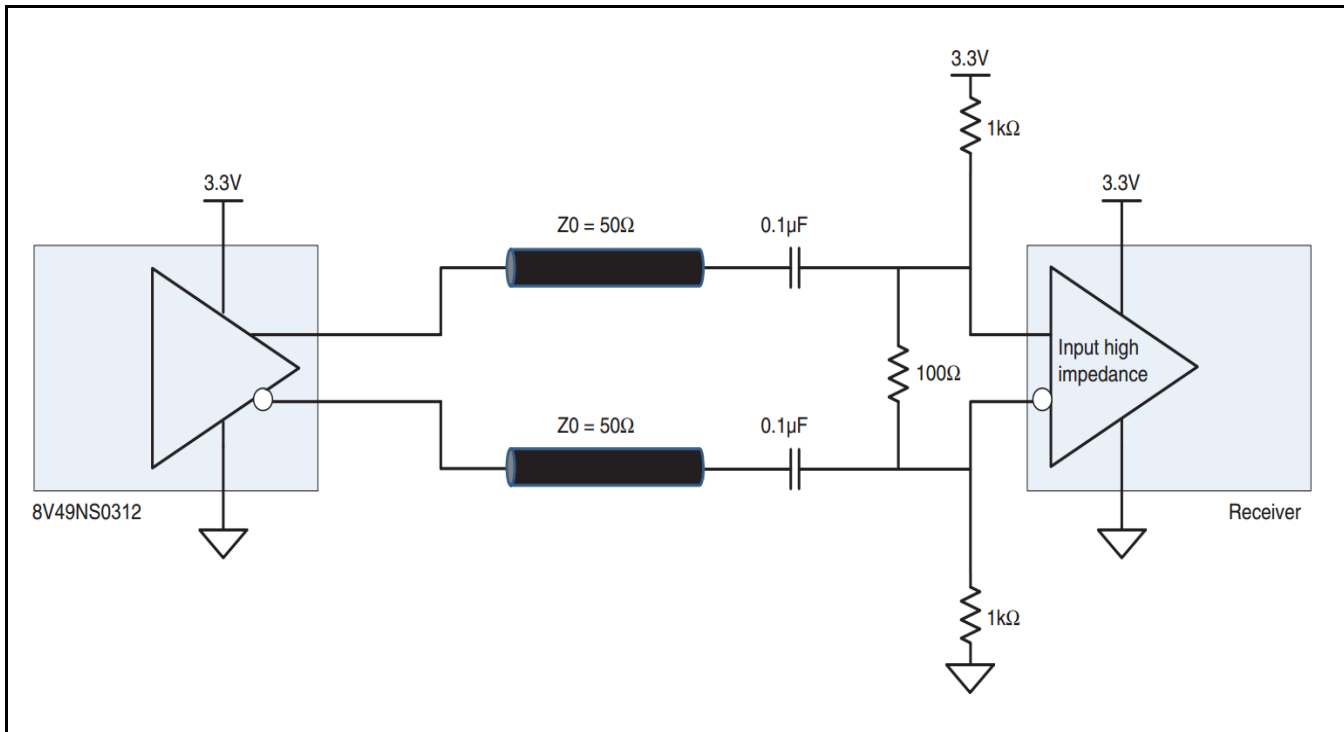 3.3V
1kΩ
3.3V
3.3V
Z0 = 50Ω
0.1µF
Input high
impedance
100Ω
Z0 = 50Ω
0.1µF
8V49NS0312
Receiver
1kΩ